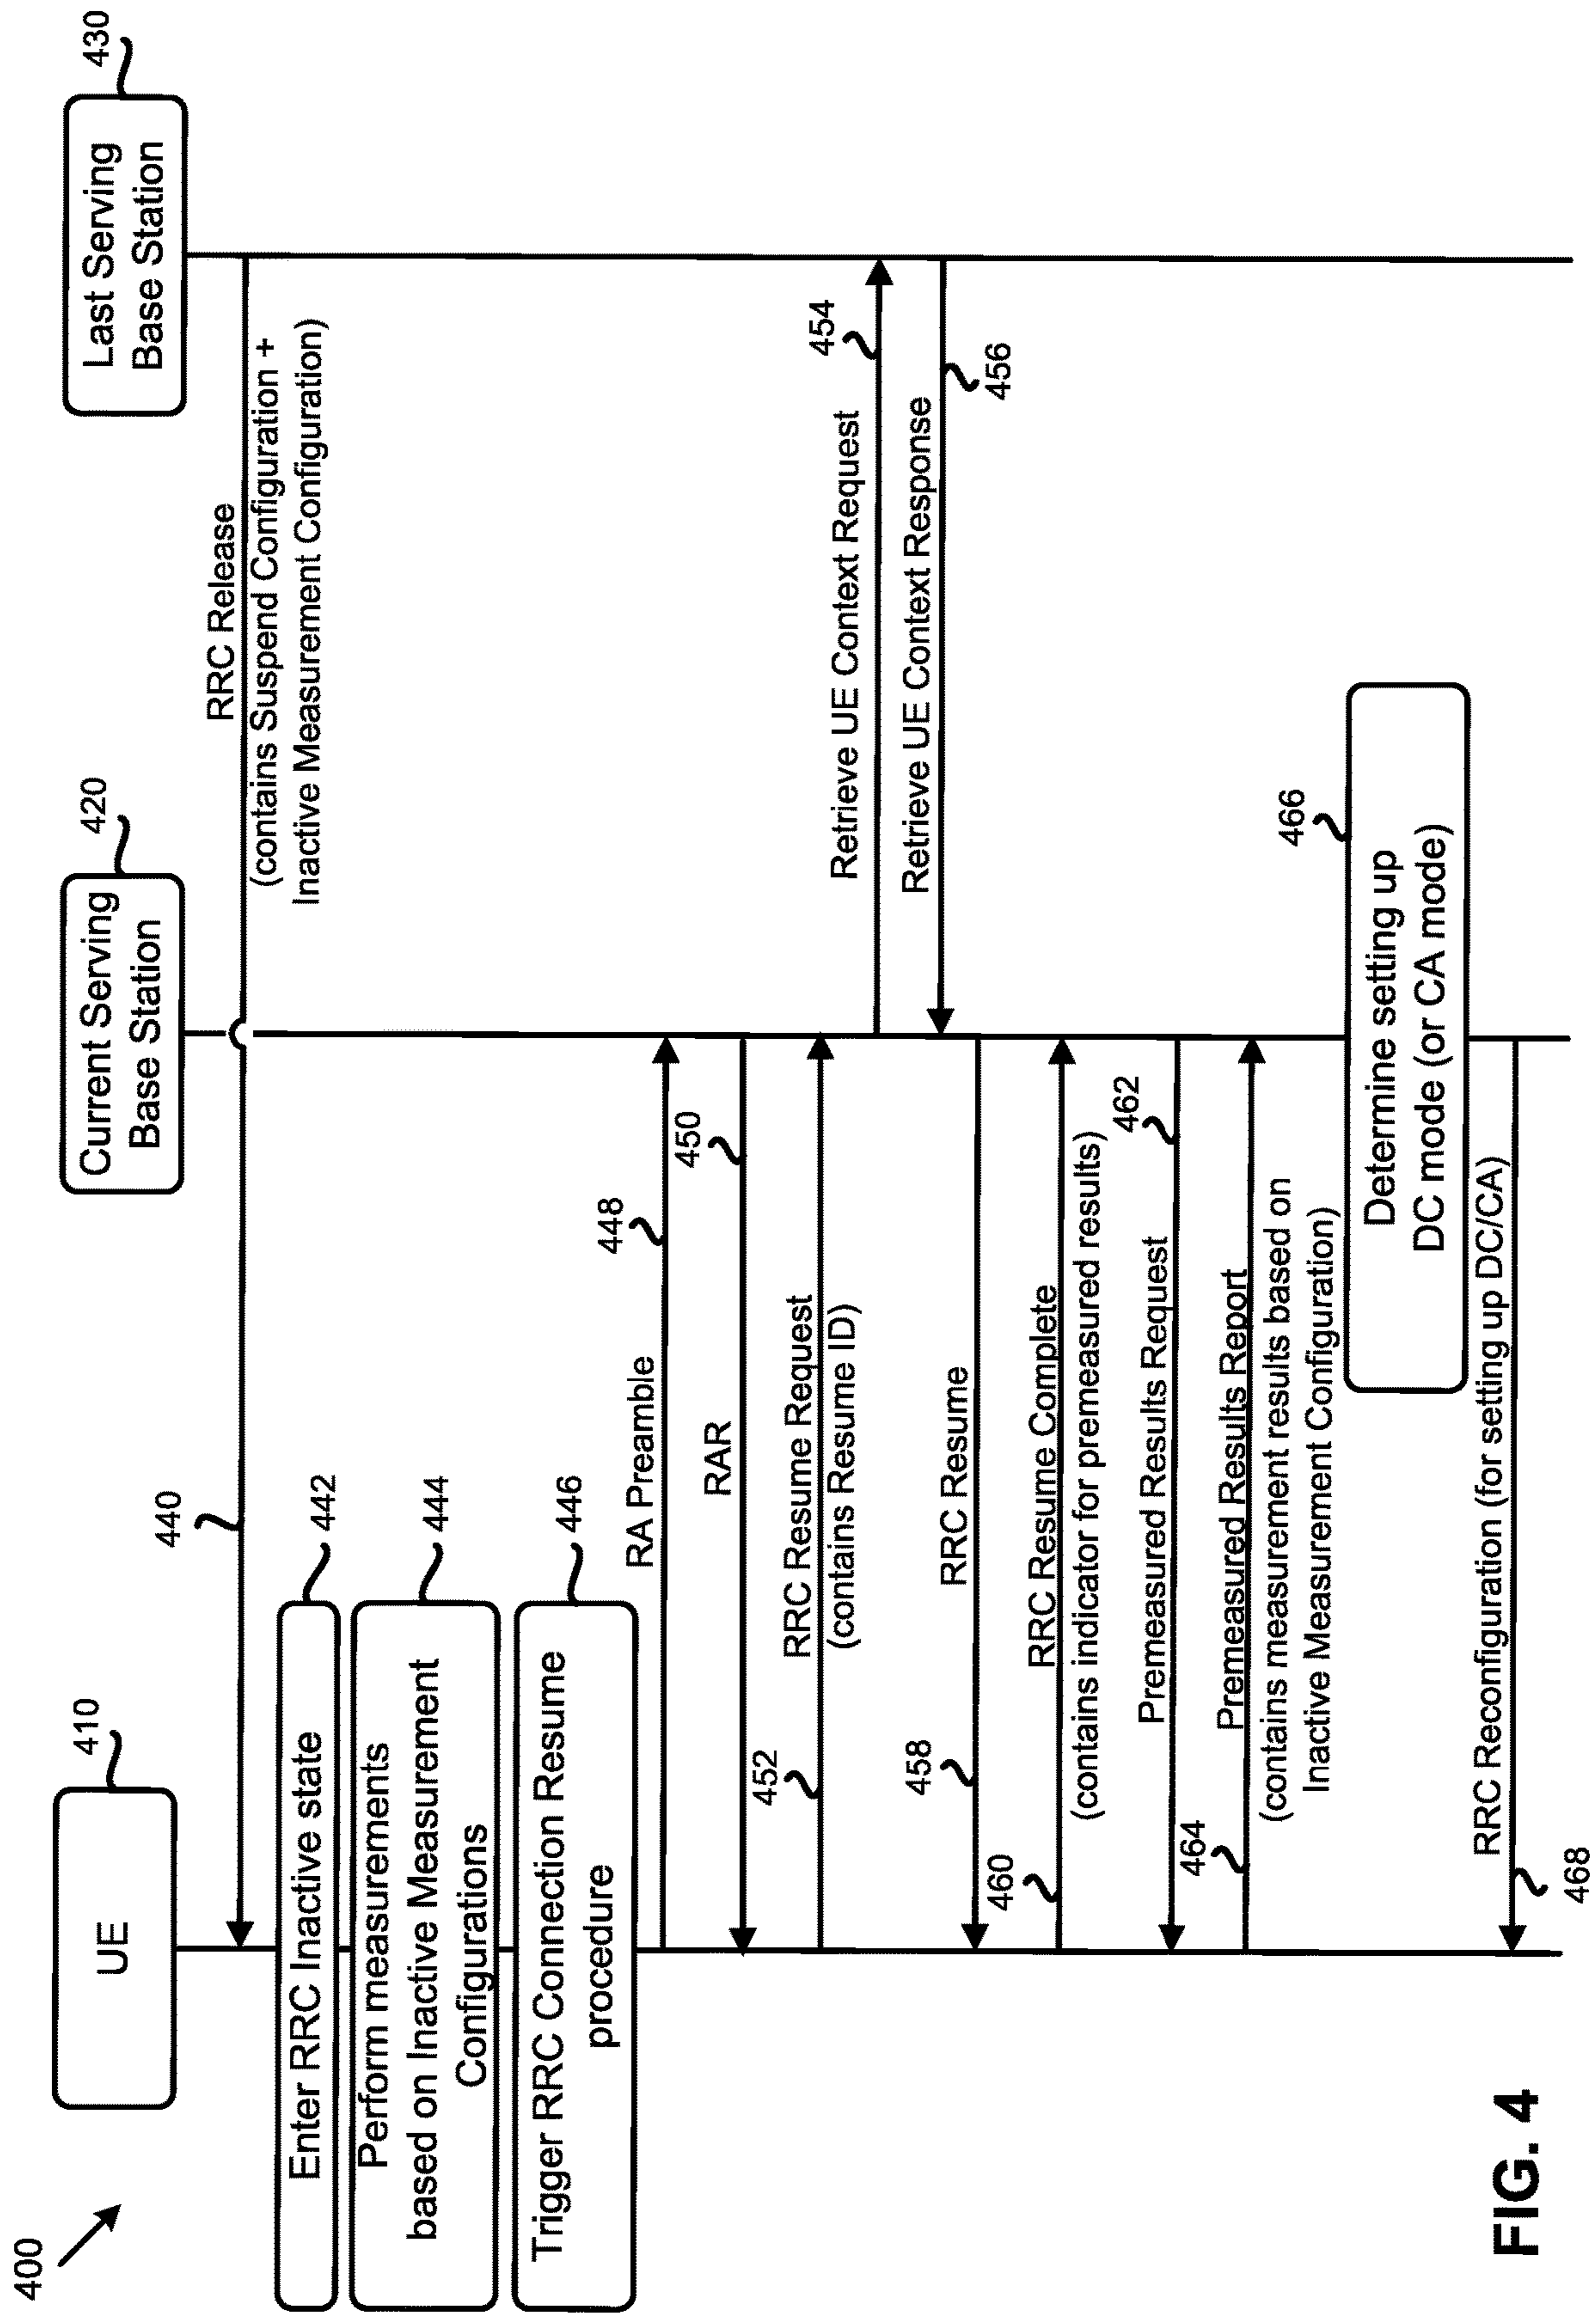 400
UE
410
Current Serving
Base Station
420
Last Serving
Base Station
430
RRC Release
(contains Suspend Configuration +
Inactive Measurement Configuration)
440
Enter RRC Inactive state
442
Perform measurements
based on Inactive Measurement
Configurations
444
Trigger RRC Connection Resume
procedure
446
RA Preamble
448
RAR
450
RRC Resume Request
(contains Resume ID)
452
Retrieve UE Context Request
454
Retrieve UE Context Response
456
RRC Resume
458
RRC Resume Complete
(contains indicator for premeasured results)
460
Premeasured Results Request
462
Premeasured Results Report
(contains measurement results based on
Inactive Measurement Configuration)
464
Determine setting up
DC mode (or CA mode)
466
RRC Reconfiguration (for setting up DC/CA)
468
FIG. 4